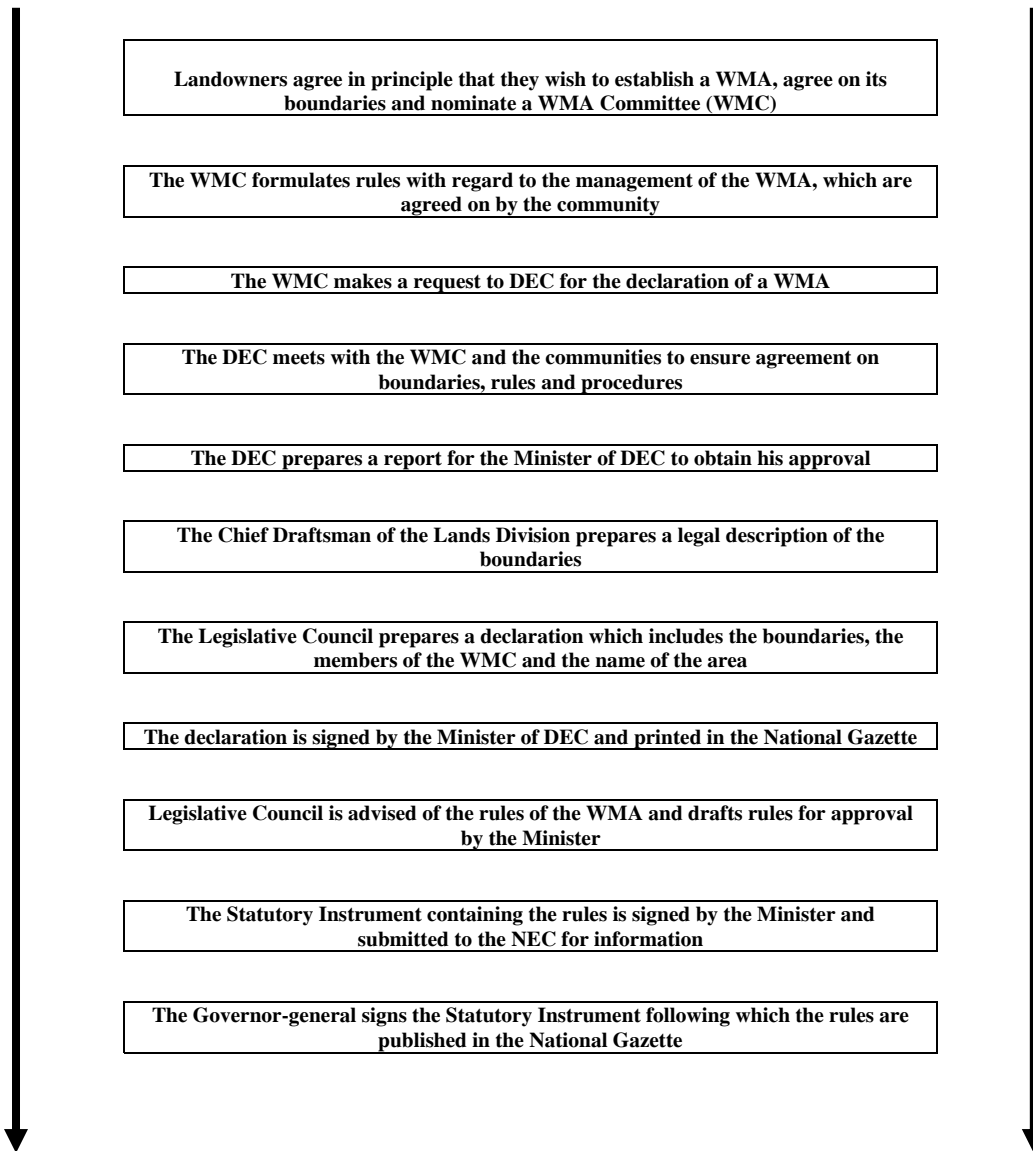 Landowners agree in principle that they wish to establish a WMA, agree on its
boundaries and nominate a WMA Committee (WMC)
The WMC formulates rules with regard to the management of the WMA, which are
agreed on by the community
The WMC makes a request to DEC for the declaration of a WMA
The DEC meets with the WMC and the communities to ensure agreement on
boundaries, rules and procedures
The DEC prepares a report for the Minister of DEC to obtain his approval
The Chief Draftsman of the Lands Division prepares a legal description of the
boundaries
The Legislative Council prepares a declaration which includes the boundaries, the
members of the WMC and the name of the area
The declaration is signed by the Minister of DEC and printed in the National Gazette
Legislative Council is advised of the rules of the WMA and drafts rules for approval
by the Minister
The Statutory Instrument containing the rules is signed by the Minister and
submitted to the NEC for information
The Governor-general signs the Statutory Instrument following which the rules are
published in the National Gazette